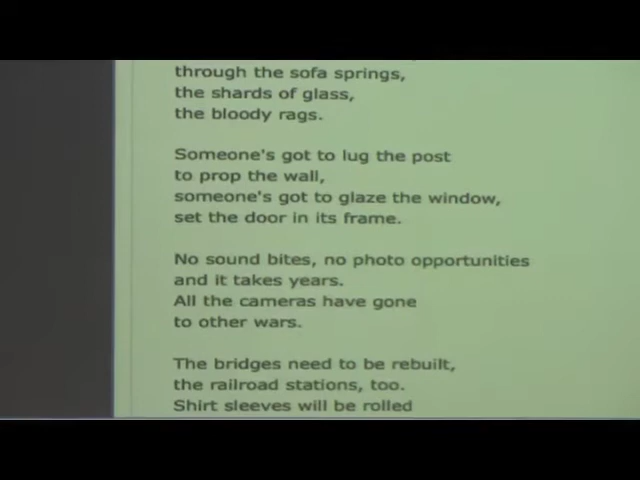 through the sofa springs,
the shards of glass,
the bloody rags.
Someone's got to lug the post
to prop the wall,
someone's got to glaze the window,
set the door in its frame.
No sound bites, no photo opportunities
and it takes years.
All the cameras have gone
to other wars.
The bridges need to be rebuilt,
the railroad stations, too.
Shirt sleeves will be rolled